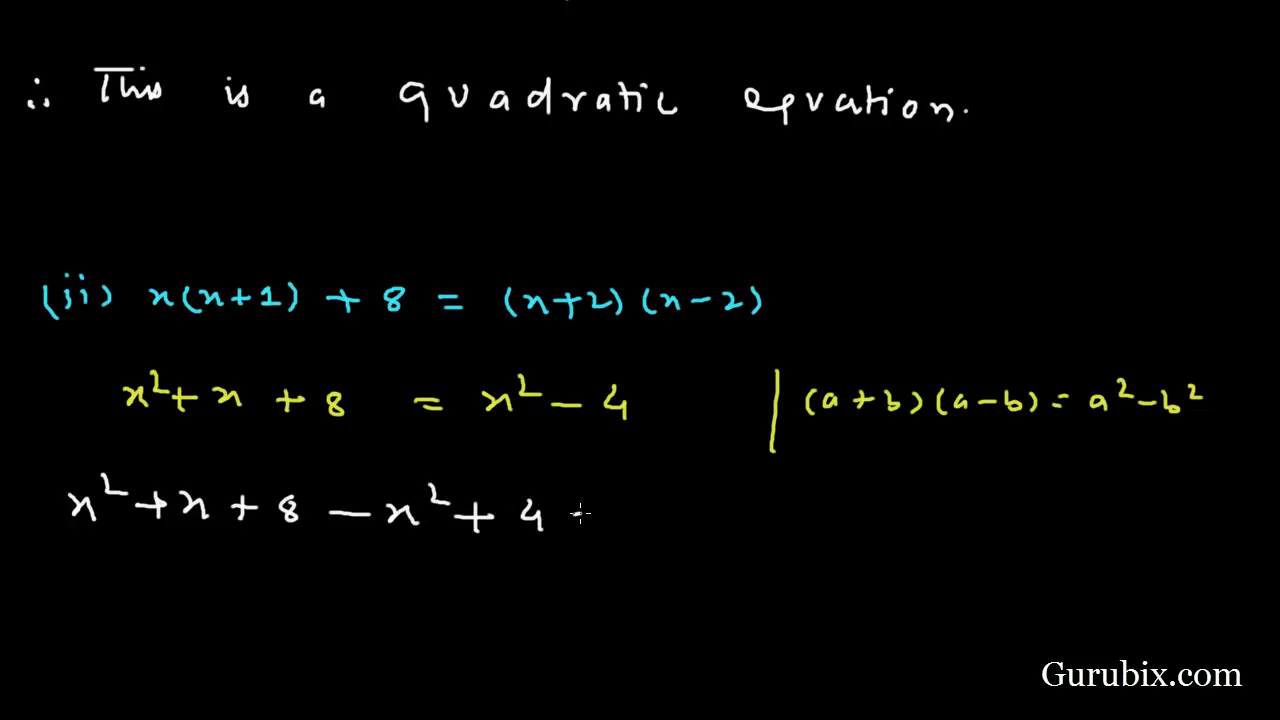 ∴ This is a quadratic equation.
(ii) x(x+1) + 8 = (x+2)(x-2)
x² + x + 8 = x² - 4 | (a+b)(a-b) = a² - b²
x² + x + 8 - x² + 4 -
Gurubix.com